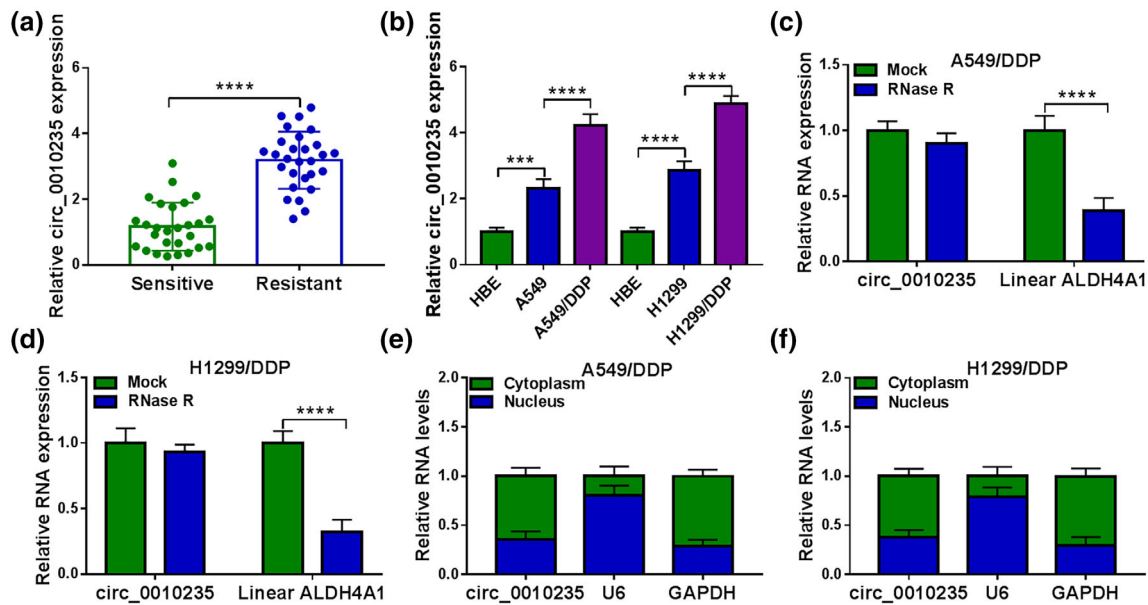 (a)
Relative circ_0010235 expression
6
4
2
0
****
Sensitive
Resistant
(b)
Relative circ_0010235 expression
6
4
2
0
***
****
****
****
HBE
A549
A549/DDP
HBE
H1299
H1299/DDP
(c)
A549/DDP
Relative RNA expression
1.5
1.0
0.5
0.0
Mock
RNase R
****
circ_0010235
Linear ALDH4A1
(d)
H1299/DDP
Relative RNA expression
1.5
1.0
0.5
0.0
Mock
RNase R
****
circ_0010235
Linear ALDH4A1
(e)
A549/DDP
Relative RNA levels
2.0
1.5
1.0
0.5
0.0
Cytoplasm
Nucleus
circ_0010235
U6
GAPDH
(f)
H1299/DDP
Relative RNA levels
2.0
1.5
1.0
0.5
0.0
Cytoplasm
Nucleus
circ_0010235
U6
GAPDH